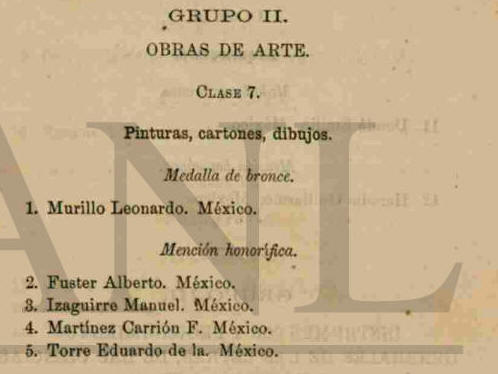 GRUPO II.
OBRAS DE ARTE.
CLASE 7.
Pinturas, cartones, dibujos.
Medalla de bronce.
1. Murillo Leonardo. México.
Mención honorífica.
2. Fuster Alberto. México.
3. Izaguirre Manuel. México.
4. Martínez Carrión F. México.
5. Torre Eduardo de la. México.